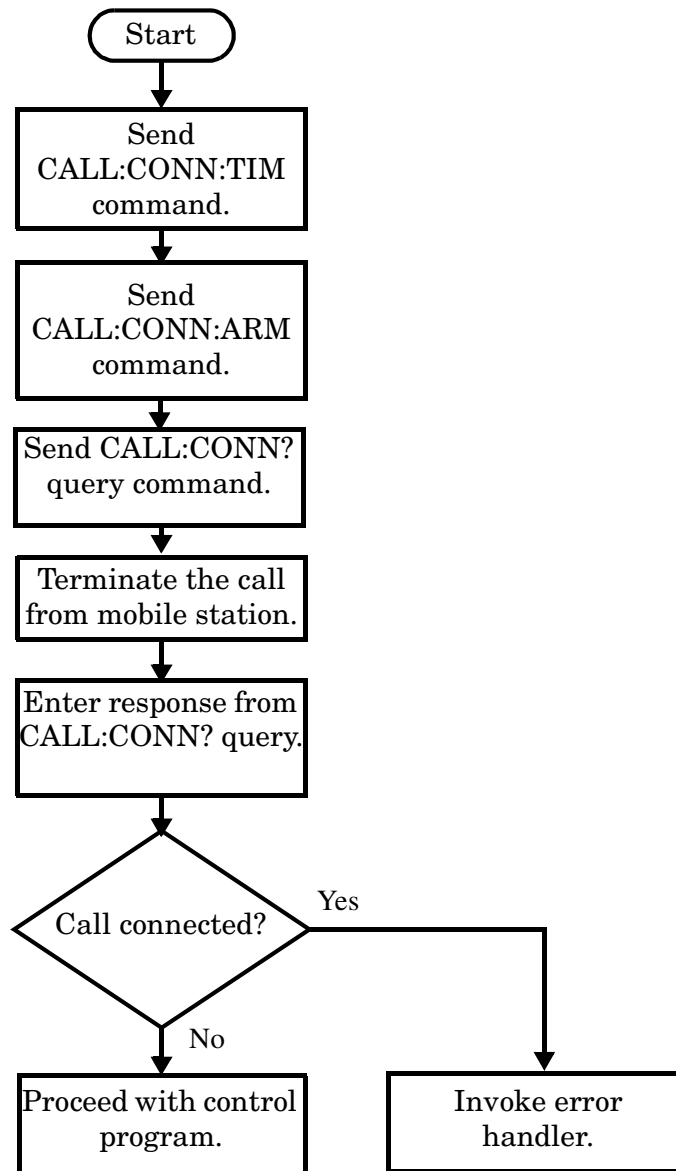 Start
Send
CALL:CONN:TIM
command.
Send
CALL:CONN:ARM
command.
Send CALL:CONN?
query command.
Terminate the call
from mobile station.
Enter response from
CALL:CONN? query.
Call connected?
Yes
No
Proceed with control
program.
Invoke error
handler.